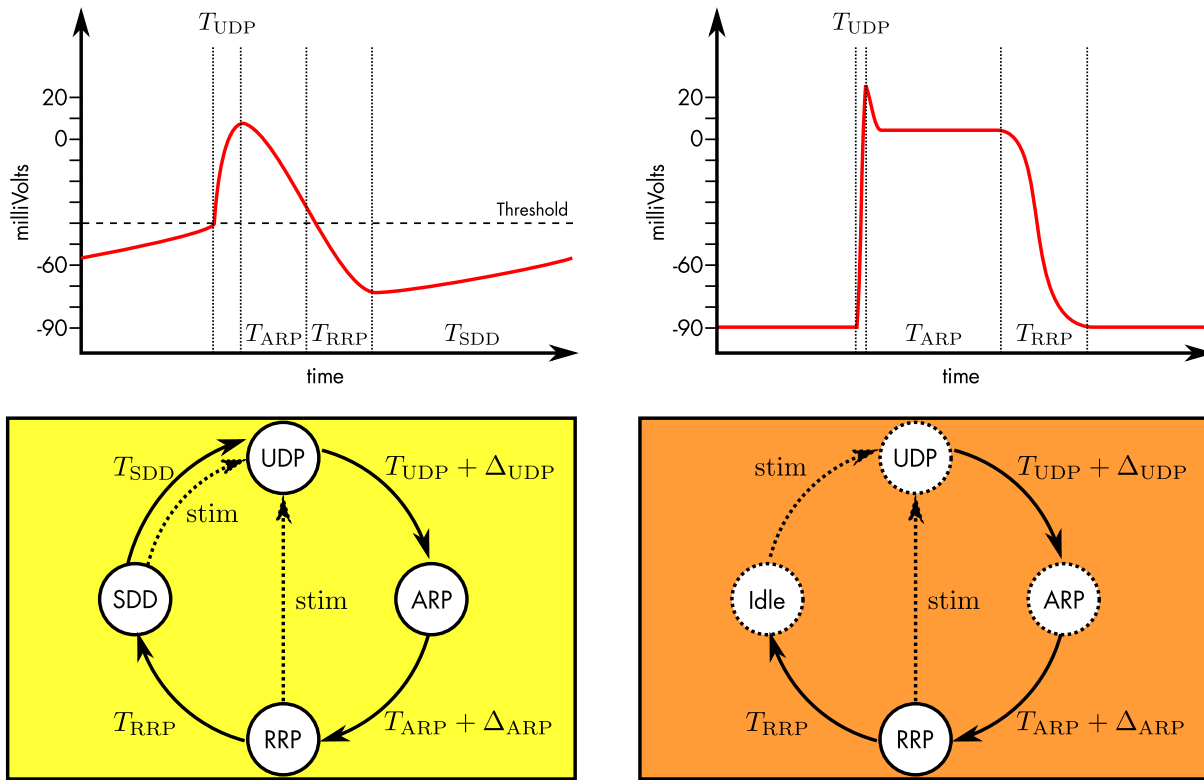 T_UDP
20
0
-60
-90
milliVolts
Threshold
T_ARP T_RRP T_SDD
time
T_UDP
20
0
-60
-90
milliVolts
T_ARP T_RRP
time
UDP
T_SDD
T_UDP + Δ_UDP
stim
SDD
stim
ARP
T_RRP
RRP
T_ARP + Δ_ARP
UDP
stim
T_UDP + Δ_UDP
Idle
stim
ARP
T_RRP
RRP
T_ARP + Δ_ARP